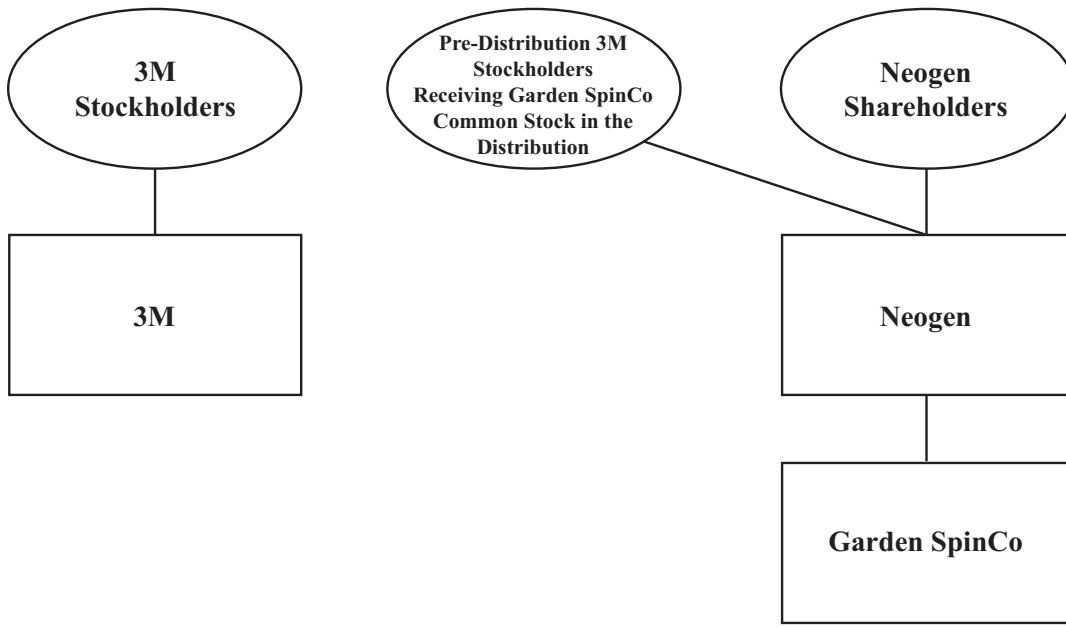 3M
Stockholders
Pre-Distribution 3M
Stockholders
Receiving Garden SpinCo
Common Stock in the
Distribution
Neogen
Shareholders
3M
Neogen
Garden SpinCo